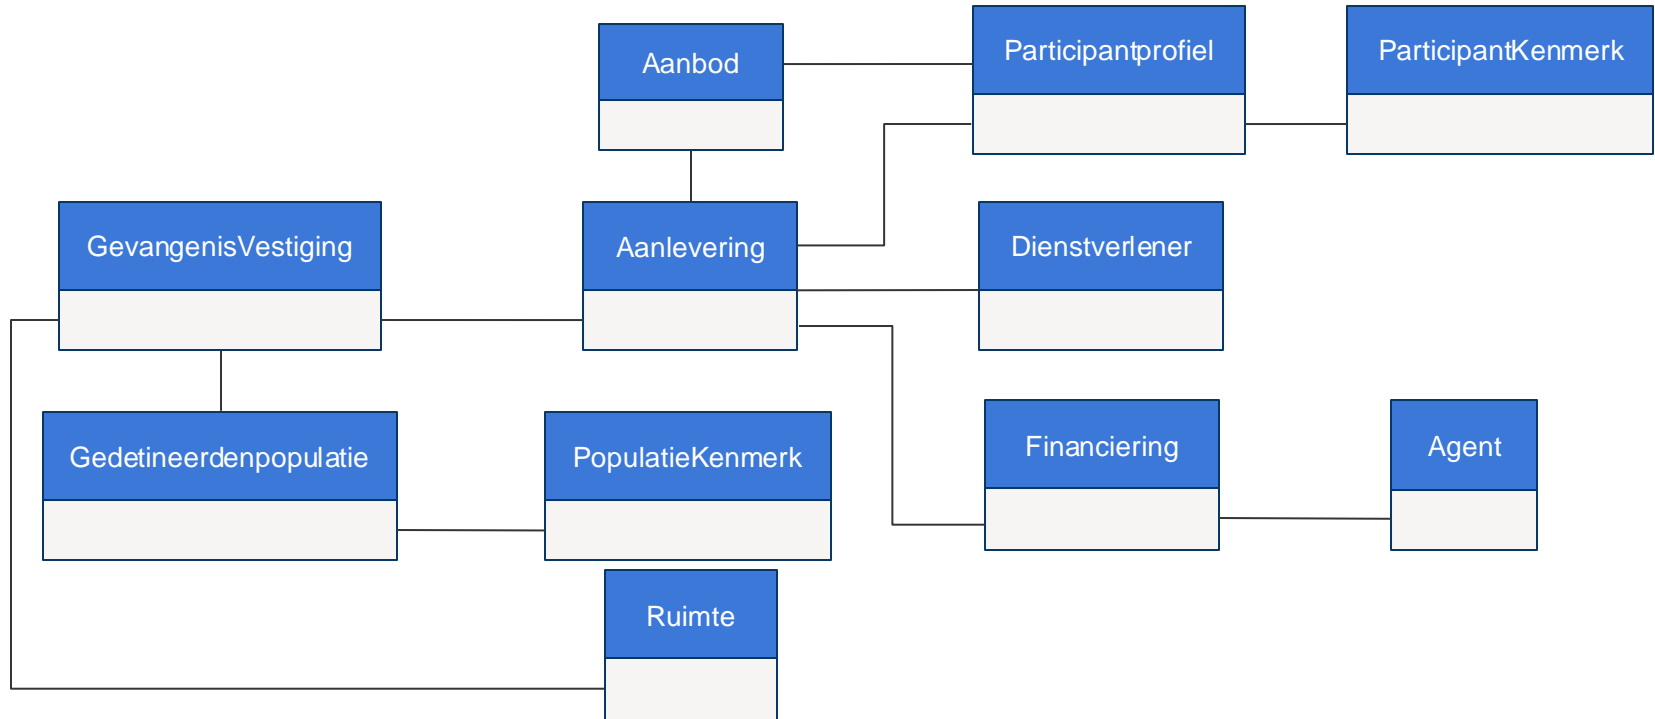 Aanbod
Participantprofiel
ParticipantKenmerk
GevangenisVestiging
Aanlevering
Dienstverlener
Gedetineerdenpopulatie
PopulatieKenmerk
Financiering
Agent
Ruimte